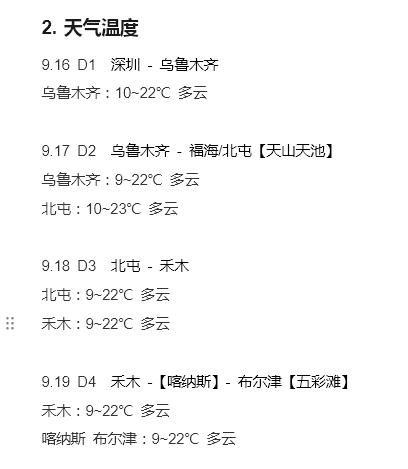 2. 天气温度
9.16 D1 深圳 - 乌鲁木齐
乌鲁木齐：10~22℃ 多云
9.17 D2 乌鲁木齐 - 福海/北屯【天山天池】
乌鲁木齐：9~22℃ 多云
北屯：10~23℃ 多云
9.18 D3 北屯 - 禾木
北屯：9~22℃ 多云
禾木：9~22℃ 多云
9.19 D4 禾木 -【喀纳斯】- 布尔津【五彩滩】
禾木：9~22℃ 多云
喀纳斯 布尔津：9~22℃ 多云